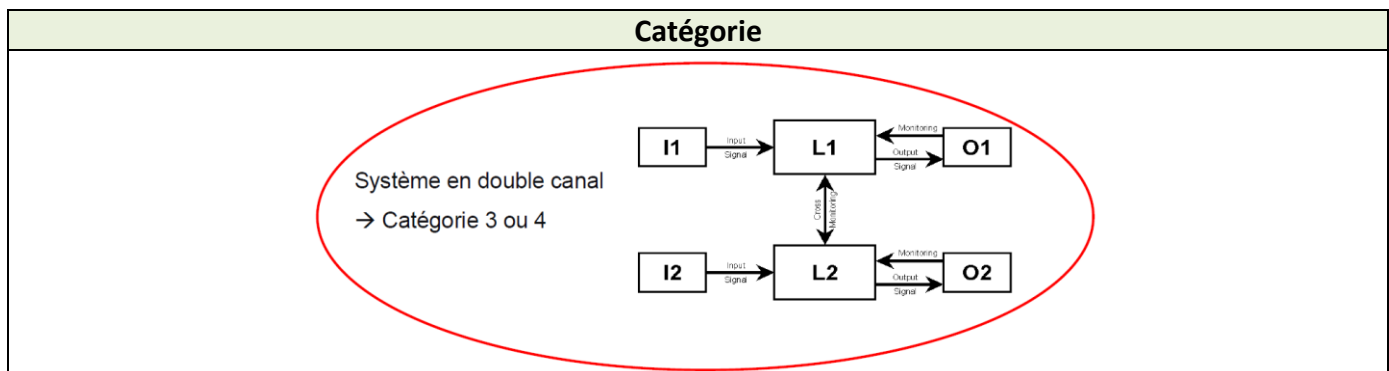 Catégorie
Système en double canal
→ Catégorie 3 ou 4
I1
Input
Signal
L1
Monitoring
Output
Signal
O1
Cross
Monitoring
I2
Input
Signal
L2
Monitoring
Output
Signal
O2